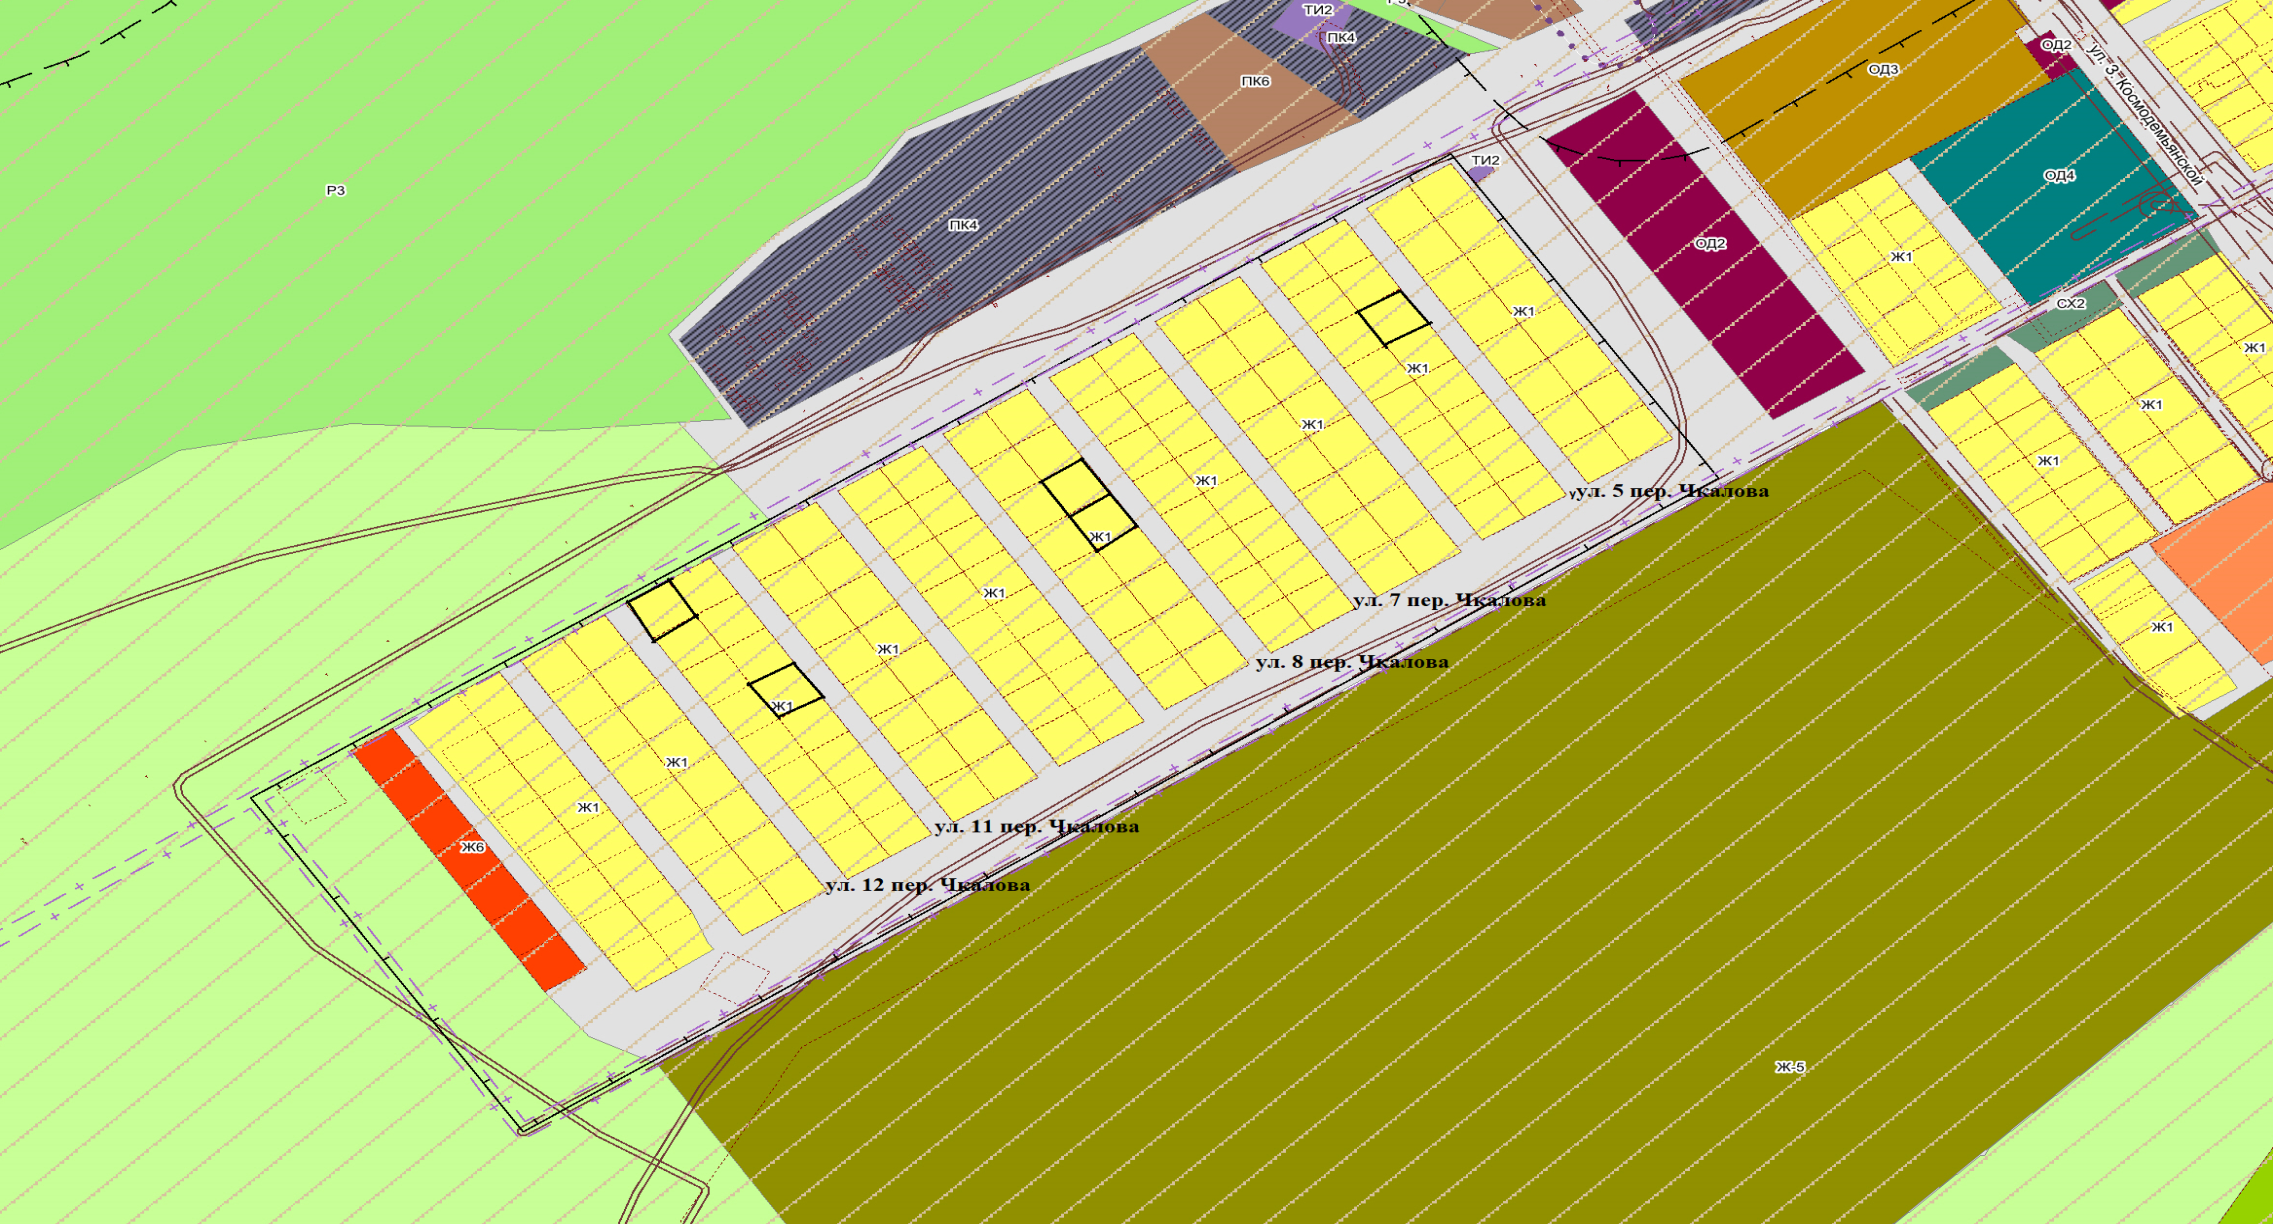 ТИ2
ПК4
ОД2
ПК6
ОД3
ул. З. Космодемьянской
ТИ2
ОД4
Р3
ПК4
ОД2
Ж1
СХ2
Ж1
Ж1
Ж1
Ж1
Ж1
Ж1
Ж1
ул. 5 пер. Чкалова
Ж1
Ж1
Ж1
ул. 7 пер. Чкалова
Ж1
Ж1
ул. 8 пер. Чкалова
Ж1
Ж1
Ж1
ул. 11 пер. Чкалова
Ж6
ул. 12 пер. Чкалова
Ж-5